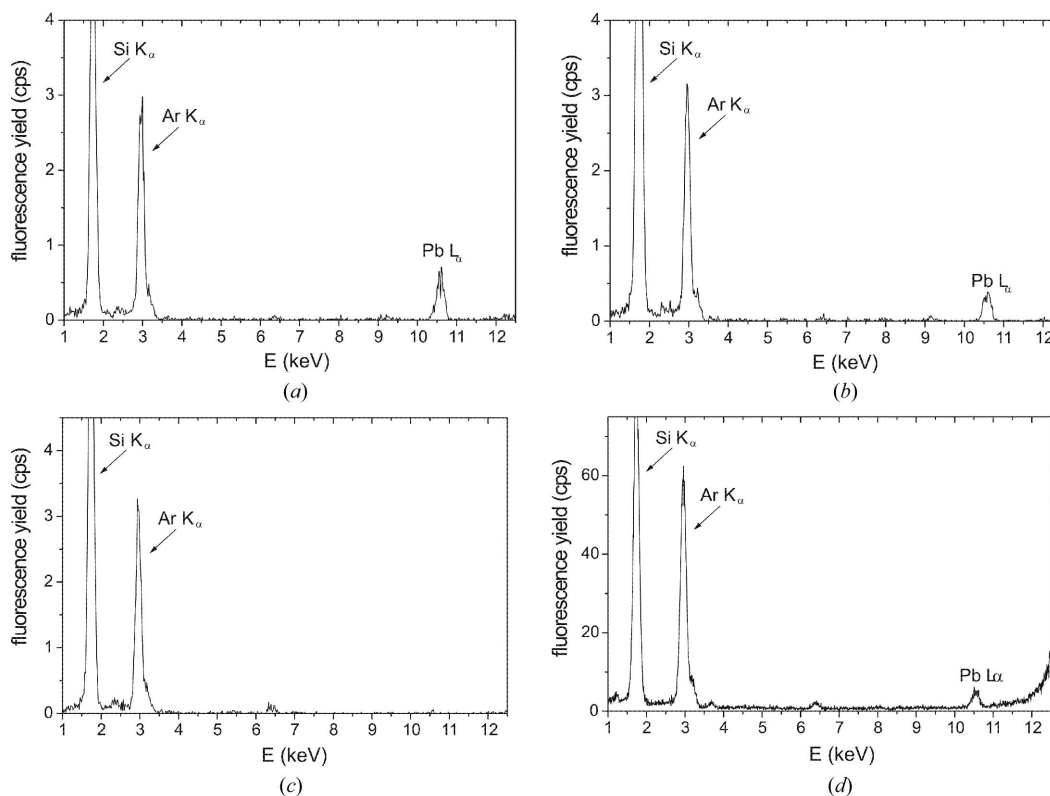 4
3
2
1
0
fluorescence yield (cps)
Si Kα
Ar Kα
Pb Lα
1 2 3 4 5 6 7 8 9 10 11 12
E (keV)
(a)
4
3
2
1
0
fluorescence yield (cps)
Si Kα
Ar Kα
Pb Lα
1 2 3 4 5 6 7 8 9 10 11 12
E (keV)
(b)
4
3
2
1
0
fluorescence yield (cps)
Si Kα
Ar Kα
1 2 3 4 5 6 7 8 9 10 11 12
E (keV)
(c)
60
40
20
0
fluorescence yield (cps)
Si Kα
Ar Kα
Pb Lα
1 2 3 4 5 6 7 8 9 10 11 12
E (keV)
(d)